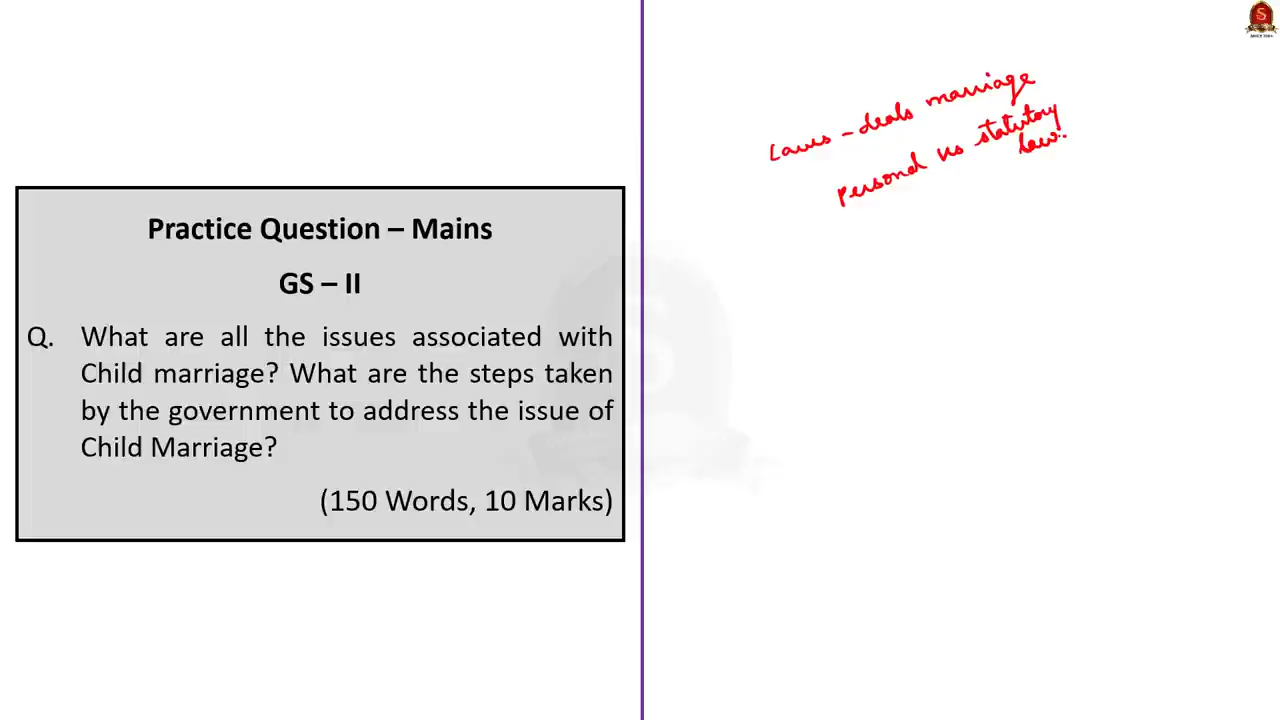 Practice Question – Mains
GS – II
Q. What are all the issues associated with
Child marriage? What are the steps taken
by the government to address the issue of
Child Marriage?
(150 Words, 10 Marks)
Laws - deals marriage
Personal vs statutory
law..